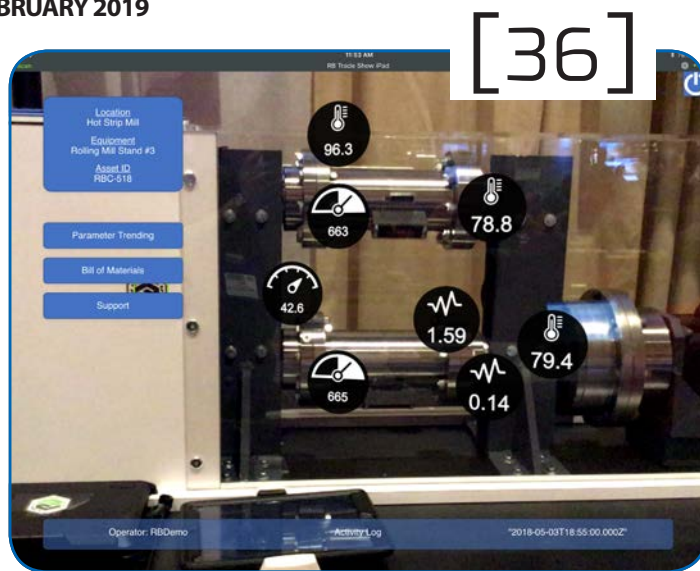 BRUARY 2019
[36]
11:53 AM
RB Trade Show iPad
Location
Hot Strip Mill
Equipment
Rolling Mill Stand #3
Asset ID
RBC-518
Parameter Trending
Bill of Materials
Support
96.3
663
78.8
42.6
1.59
79.4
665
0.14
Operator: RBDemo
Activity Log
"2018-05-03T18:55:00.000Z"